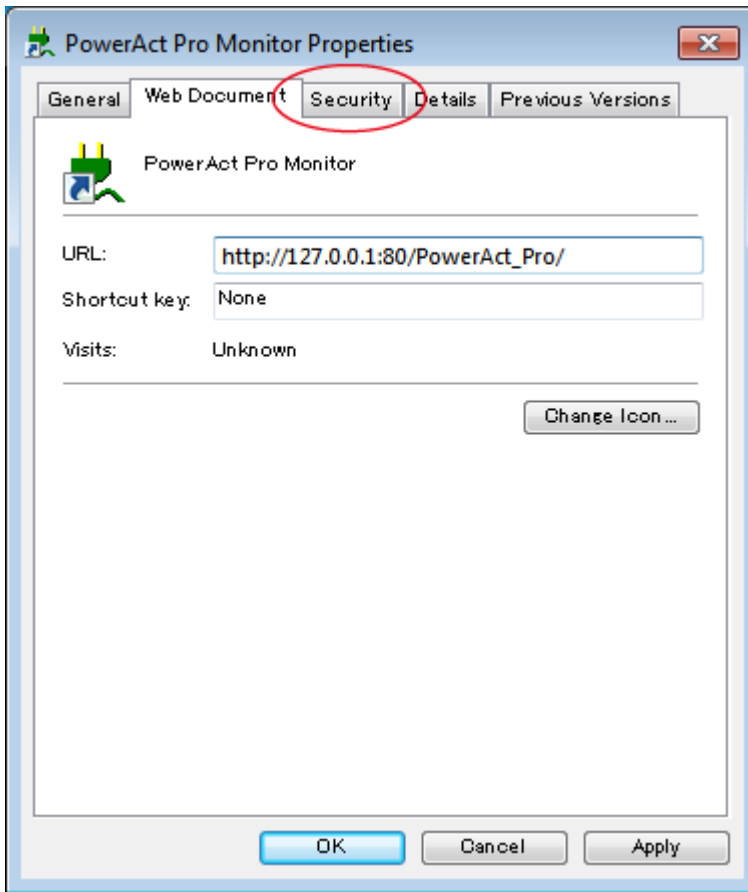 PowerAct Pro Monitor Properties
General Web Document Security Details Previous Versions
PowerAct Pro Monitor
URL: http://127.0.0.1:80/PowerAct_Pro/
Shortcut key: None
Visits: Unknown
Change Icon...
OK Cancel Apply